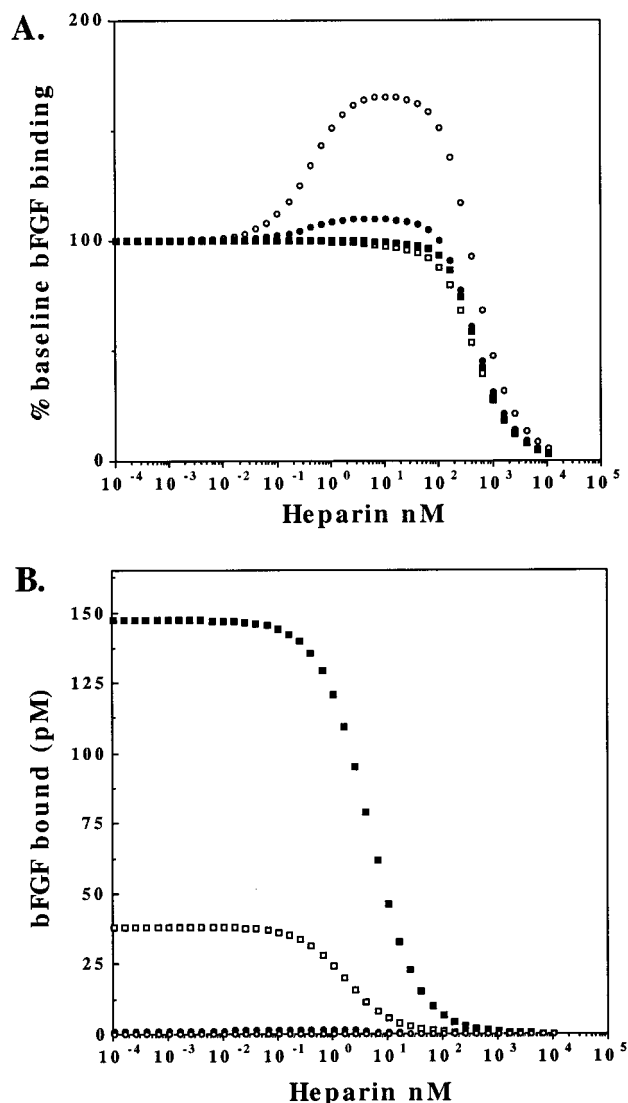 A.
200
100
0
% baseline bFGF binding
10⁻⁴ 10⁻³ 10⁻² 10⁻¹ 10⁰ 10¹ 10² 10³ 10⁴ 10⁵
Heparin nM
B.
150
125
100
75
50
25
0
bFGF bound (pM)
10⁻⁴ 10⁻³ 10⁻² 10⁻¹ 10⁰ 10¹ 10² 10³ 10⁴ 10⁵
Heparin nM